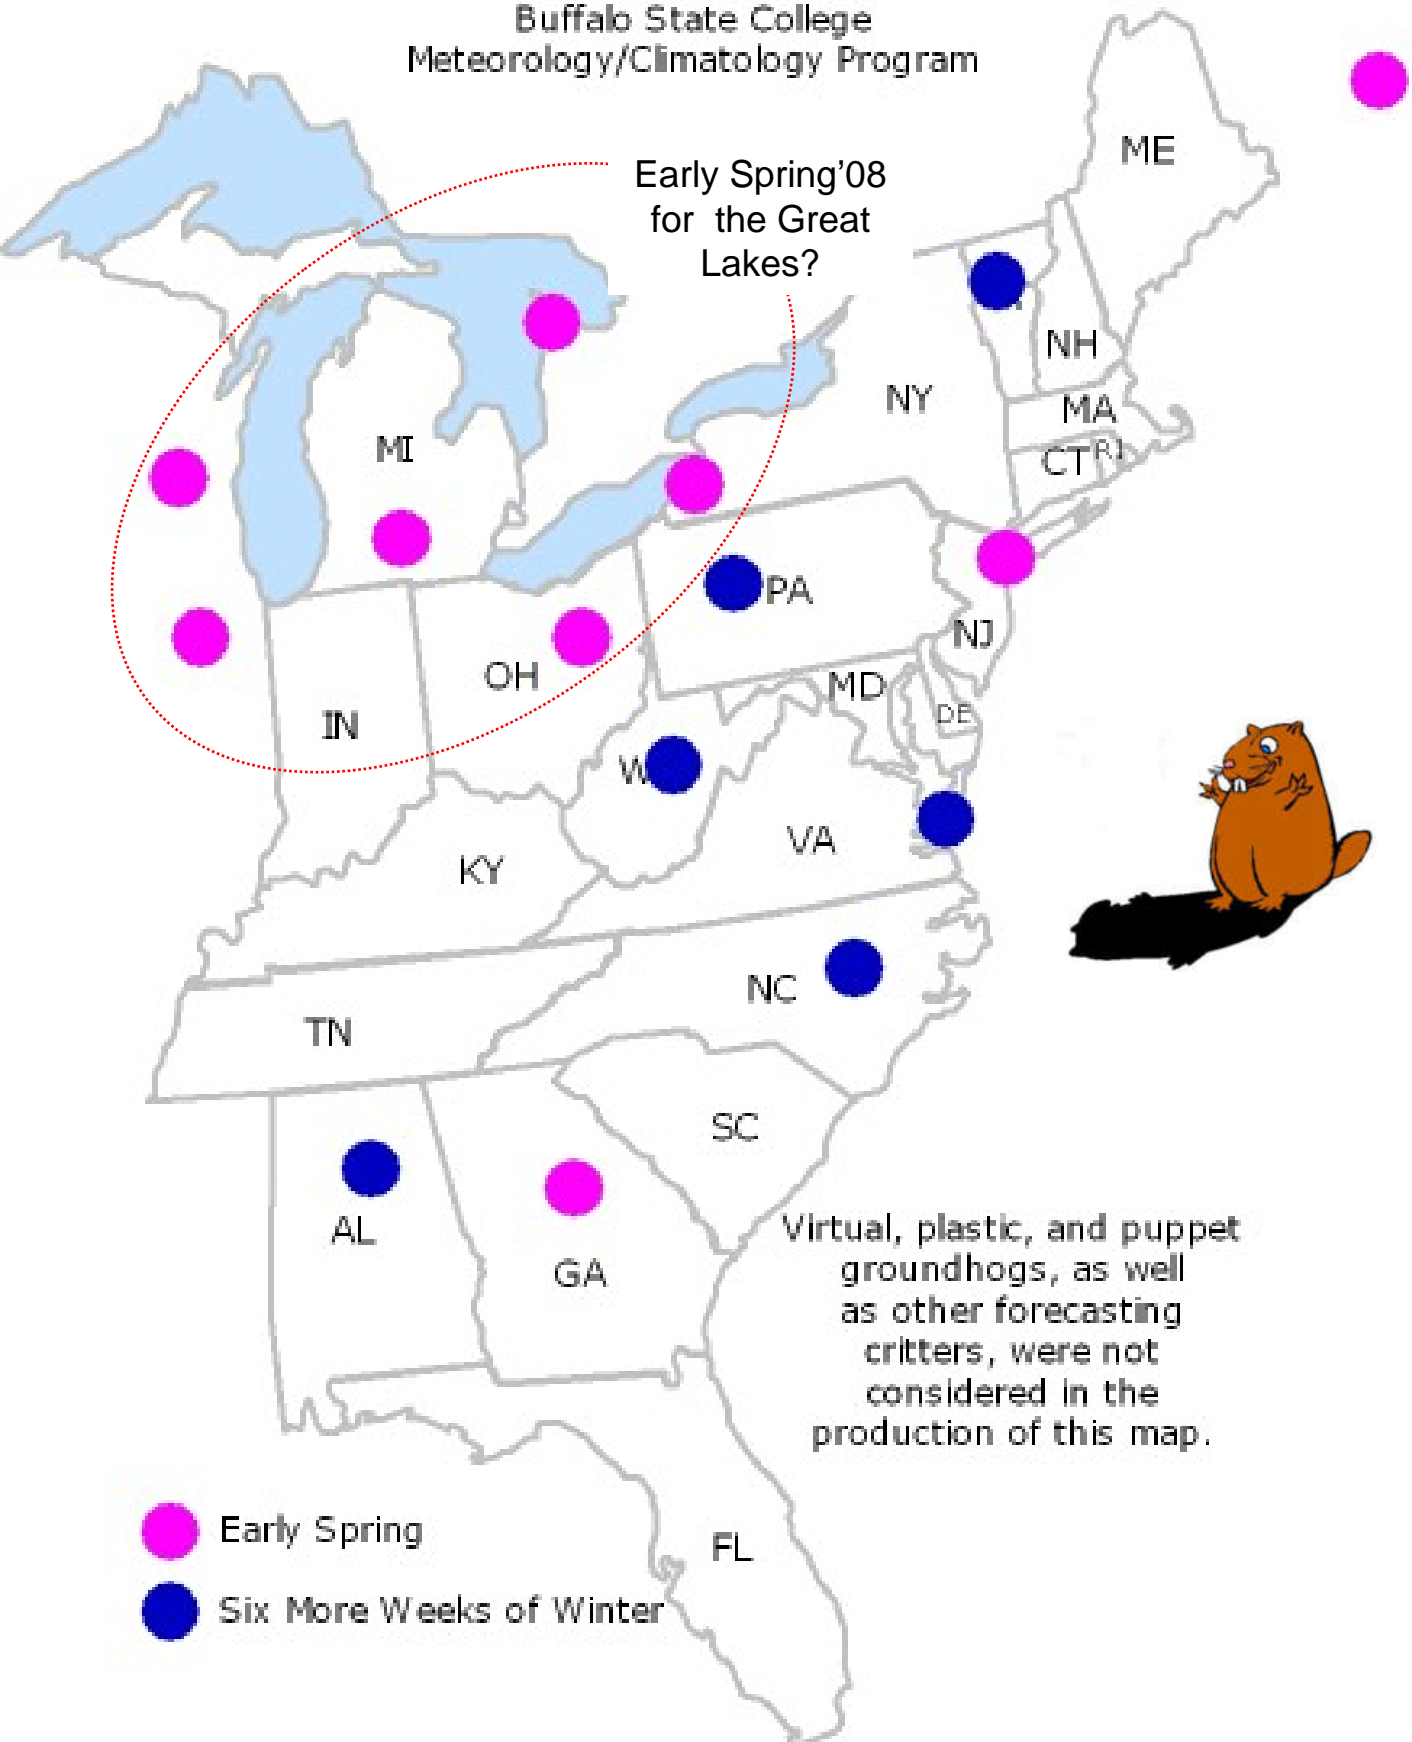 Buffalo State College
Meteorology/Climatology Program
Early Spring'08
for the Great
Lakes?
ME
NH
NY
MA
CT
RI
MI
PA
NJ
OH
MD
DE
IN
W
VA
KY
NC
TN
SC
AL
GA
Virtual, plastic, and puppet
groundhogs, as well
as other forecasting
critters, were not
considered in the
production of this map.
Early Spring
FL
Six More Weeks of Winter